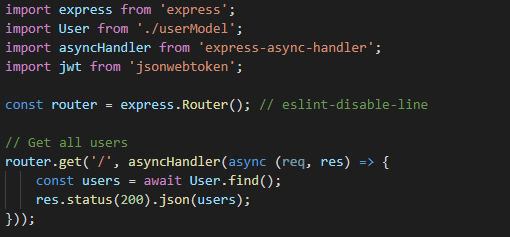 import express from 'express';
import User from './userModel';
import asyncHandler from 'express-async-handler';
import jwt from 'jsonwebtoken';

const router = express.Router(); // eslint-disable-line

// Get all users
router.get('/', asyncHandler(async (req, res) => {
    const users = await User.find();
    res.status(200).json(users);
}));